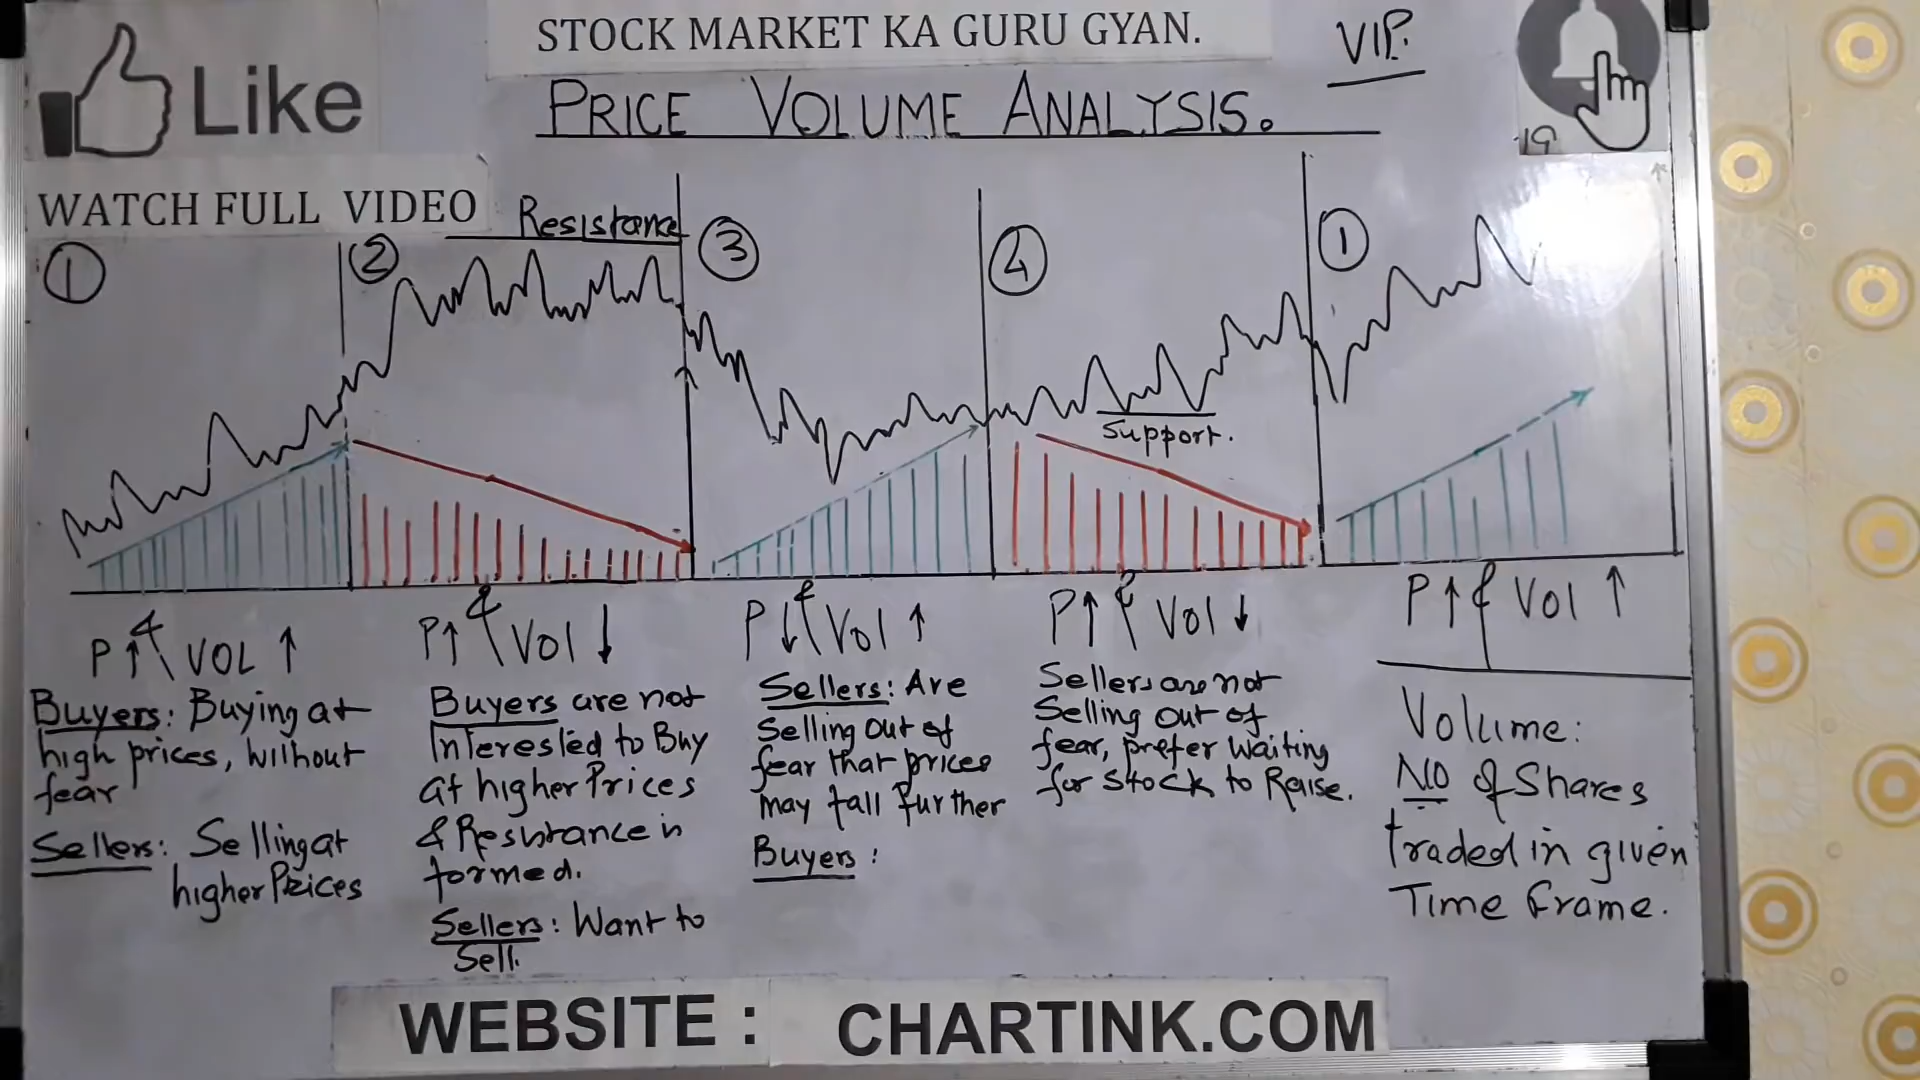 STOCK MARKET KA GURU GYAN.
VIP.
Like
PRICE VOLUME ANALYSIS.
19
WATCH FULL VIDEO
Resistance
①
②
③
④
①
Support.
P↑ & VOL ↑
Buyers: Buying at
high prices, without
fear
Sellers: Selling at
higher Prices
P↑ & Vol ↓
Buyers are not
Interested to Buy
at higher Prices
& Resistance is
formed.
Sellers: Want to
Sell.
P↓ & Vol ↑
Sellers: Are
Selling Out of
fear that prices
may fall further
Buyers:
P↑ & Vol ↓
Sellers are not
Selling out of
fear, prefer waiting
for Stock to Raise.
P↑ & Vol ↑
Volume:
NO of Shares
traded in given
Time Frame.
WEBSITE : CHARTINK.COM